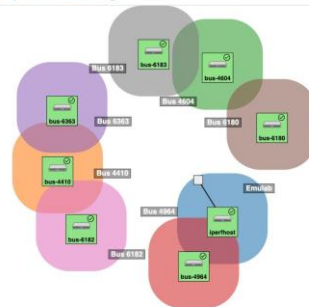 bus-6183
Bus 6183
bus-4604
Bus 4604
bus-6363
Bus 6363
Bus 6180
bus-6180
bus-4410
Bus 4410
Emulab
Bus 4964
iperfhost
bus-6182
Bus 6182
bus-4964